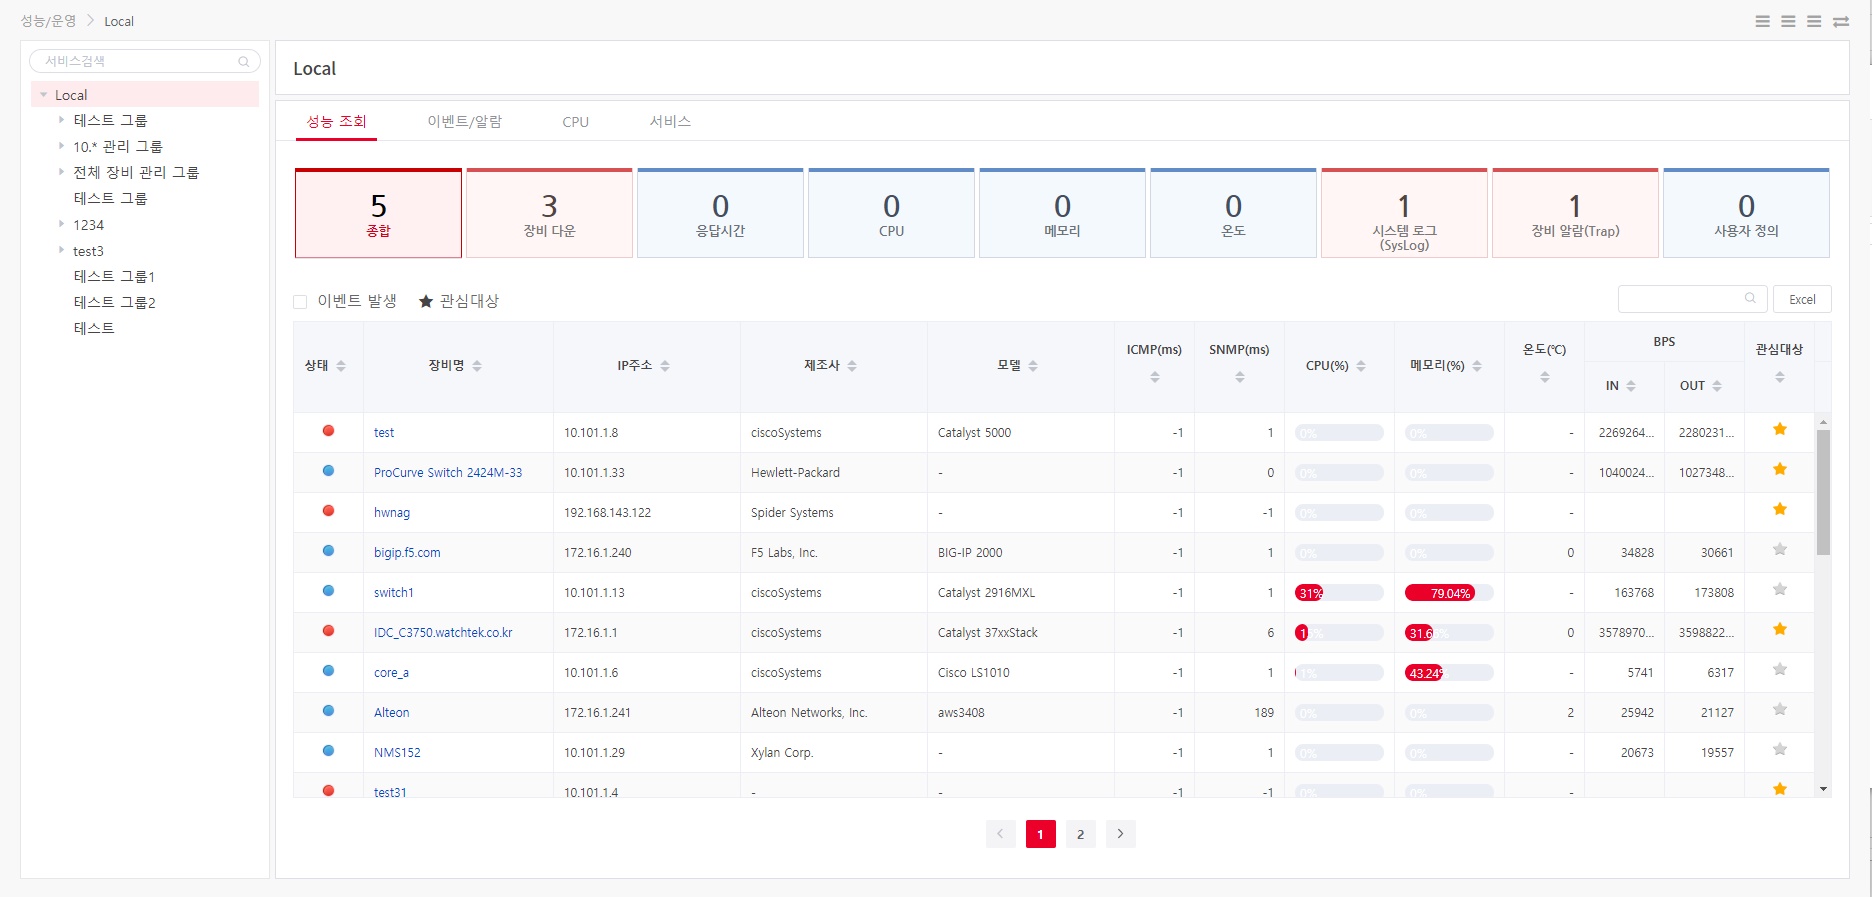 성능/운영 > Local
서비스검색
Local
테스트 그룹
10.* 관리 그룹
전체 장비 관리 그룹
테스트 그룹
1234
test3
테스트 그룹1
테스트 그룹2
테스트
Local
성능 조회 이벤트/알람 CPU 서비스
5 3 0 0 0 0 1 1 0
종합 장비 다운 응답시간 CPU 메모리 온도 시스템 로그 장비 알람(Trap) 사용자 정의
(SysLog)
이벤트 발생 ★ 관심대상 Excel
상태 장비명 IP주소 제조사 모델 ICMP(ms) SNMP(ms) CPU(%) 메모리(%) 온도(℃) BPS 관심대상
IN OUT
test 10.101.1.8 ciscoSystems Catalyst 5000 -1 1 0% 0% - 2269264... 2280231...
ProCurve Switch 2424M-33 10.101.1.33 Hewlett-Packard - -1 0 0% 0% - 1040024... 1027348...
hwnag 192.168.143.122 Spider Systems - -1 -1 0% 0% -
bigip.f5.com 172.16.1.240 F5 Labs, Inc. BIG-IP 2000 -1 1 0% 0% 0 34828 30661
switch1 10.101.1.13 ciscoSystems Catalyst 2916MXL -1 1 31% 79.04% - 163768 173808
IDC_C3750.watchtek.co.kr 172.16.1.1 ciscoSystems Catalyst 37xxStack -1 6 0 3578970... 3598822...
core_a 10.101.1.6 ciscoSystems Cisco LS1010 -1 1 1% 43.24% - 5741 6317
Alteon 172.16.1.241 Alteon Networks, Inc. aws3408 -1 189 0% 0% 2 25942 21127
NMS152 10.101.1.29 Xylan Corp. - -1 1 0% 0% - 20673 19557
test31 10.101.1.4 - - -1 -1 0% 0% -
< 1 2 >